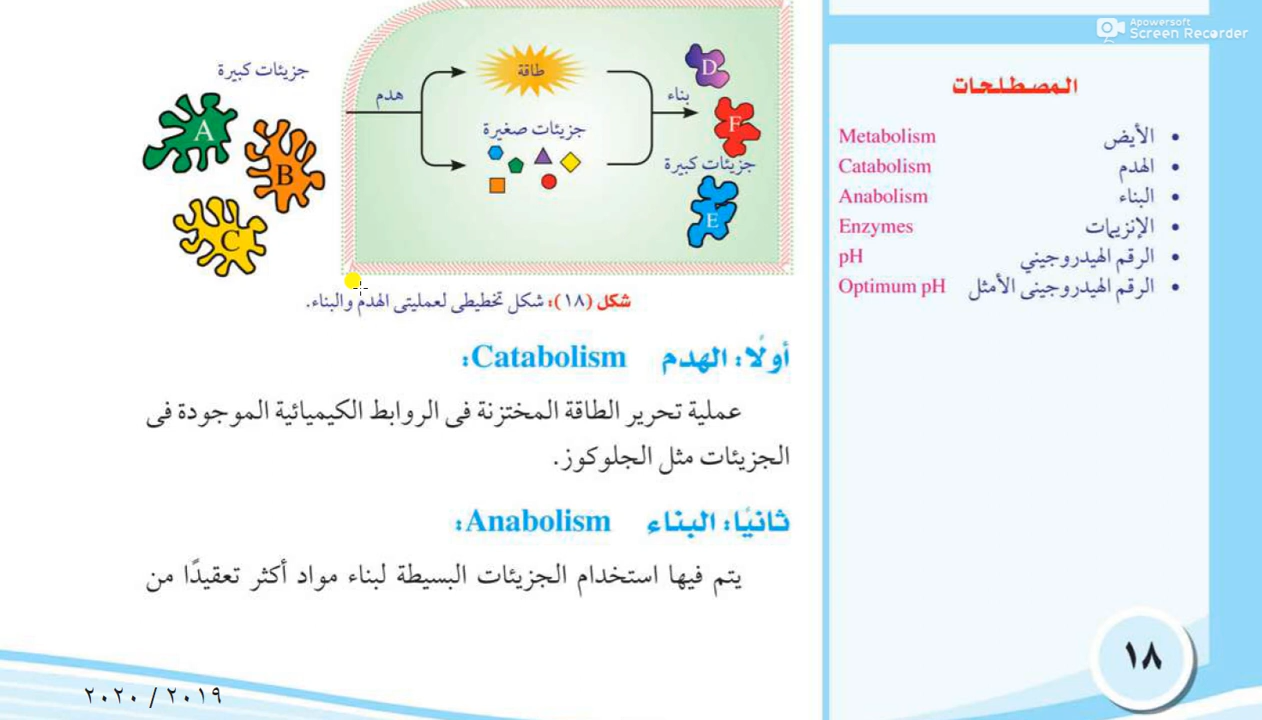 Apowersoft
Screen Recorder
جزيئات كبيرة
A
B
C
هدم
طاقة
جزيئات صغيرة
بناء
D
F
جزيئات كبيرة
E
شكل (١٨): شكل تخطيطى لعمليتى الهدم والبناء.
أولًا: الهدم Catabolism:
عملية تحرير الطاقة المختزنة فى الروابط الكيميائية الموجودة فى
الجزيئات مثل الجلوكوز.
ثانيًا: البناء Anabolism:
يتم فيها استخدام الجزيئات البسيطة لبناء مواد أكثر تعقيدًا من
المصطلحات
• الأيض Metabolism
• الهدم Catabolism
• البناء Anabolism
• الإنزيمات Enzymes
• الرقم الهيدروجيني pH
• الرقم الهيدروجينى الأمثل Optimum pH
١٨
٢٠١٩ / ٢٠٢٠